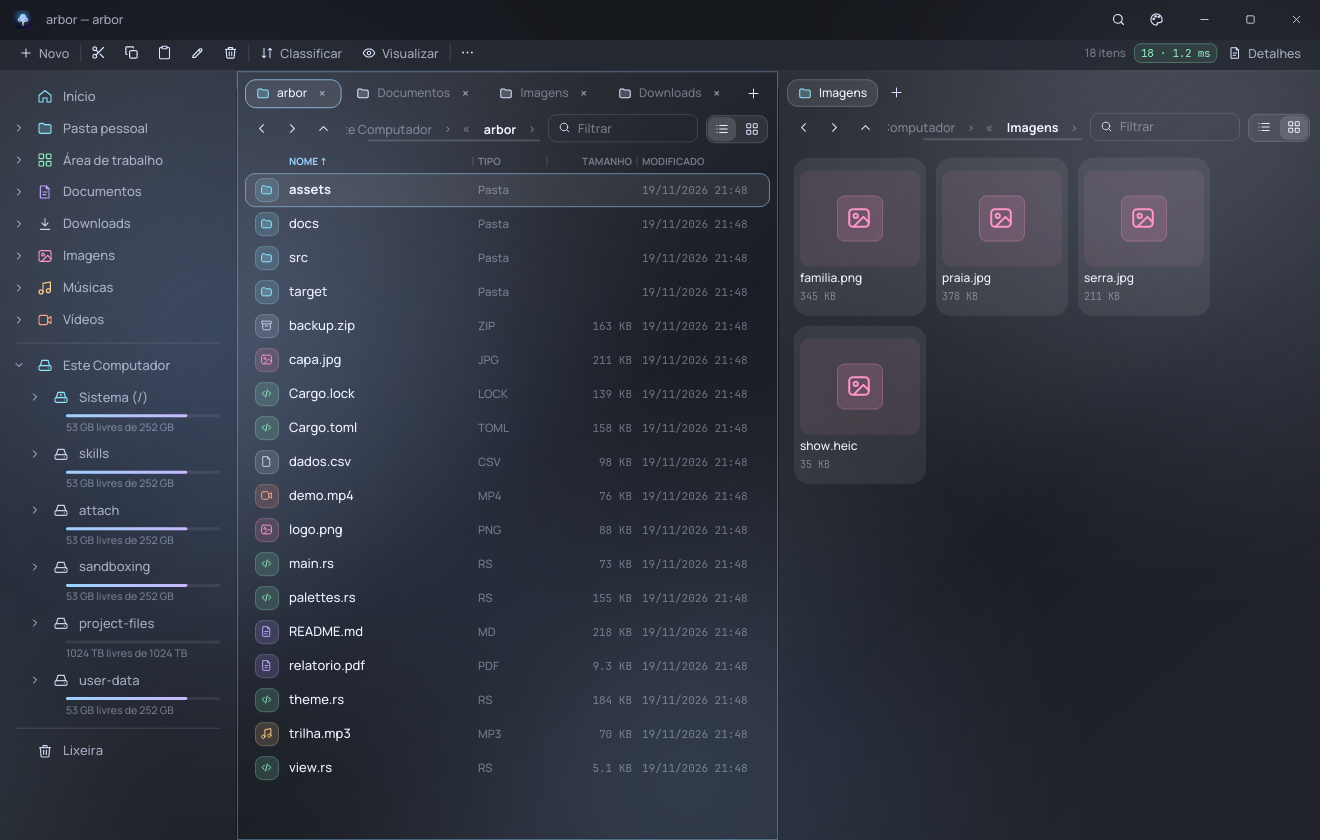 arbor — arbor
Novo Classificar Visualizar ··· 18 itens 18 · 1.2 ms Detalhes
Início
Pasta pessoal
Área de trabalho
Documentos
Downloads
Imagens
Músicas
Vídeos
Este Computador
Sistema (/)
53 GB livres de 252 GB
skills
53 GB livres de 252 GB
attach
53 GB livres de 252 GB
sandboxing
53 GB livres de 252 GB
project-files
1024 TB livres de 1024 TB
user-data
53 GB livres de 252 GB
Lixeira
arbor × Documentos × Imagens × Downloads × +
e Computador › « arbor › Filtrar
NOME ↑ TIPO TAMANHO MODIFICADO
assets Pasta 19/11/2026 21:48
docs Pasta 19/11/2026 21:48
src Pasta 19/11/2026 21:48
target Pasta 19/11/2026 21:48
backup.zip ZIP 163 KB 19/11/2026 21:48
capa.jpg JPG 211 KB 19/11/2026 21:48
Cargo.lock LOCK 139 KB 19/11/2026 21:48
Cargo.toml TOML 158 KB 19/11/2026 21:48
dados.csv CSV 98 KB 19/11/2026 21:48
demo.mp4 MP4 76 KB 19/11/2026 21:48
logo.png PNG 88 KB 19/11/2026 21:48
main.rs RS 73 KB 19/11/2026 21:48
palettes.rs RS 155 KB 19/11/2026 21:48
README.md MD 218 KB 19/11/2026 21:48
relatorio.pdf PDF 9.3 KB 19/11/2026 21:48
theme.rs RS 184 KB 19/11/2026 21:48
trilha.mp3 MP3 70 KB 19/11/2026 21:48
view.rs RS 5.1 KB 19/11/2026 21:48
Imagens +
omputador › « Imagens › Filtrar
familia.png
345 KB
praia.jpg
378 KB
serra.jpg
211 KB
show.heic
35 KB